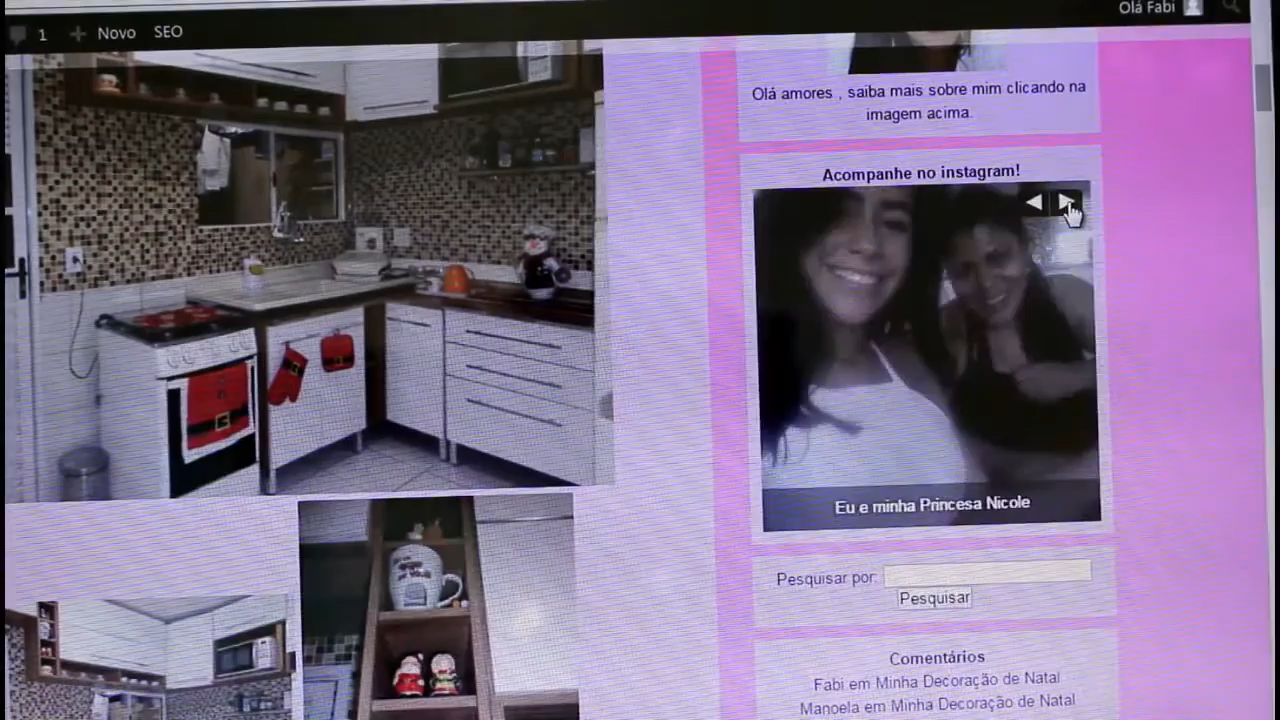 1 Novo SEO
Olá Fabi
Olá amores , saiba mais sobre mim clicando na
imagem acima.
Acompanhe no instagram!
Eu e minha Princesa Nicole
Pesquisar por:
Pesquisar
Comentários
Fabi em Minha Decoração de Natal
Manoela em Minha Decoração de Natal